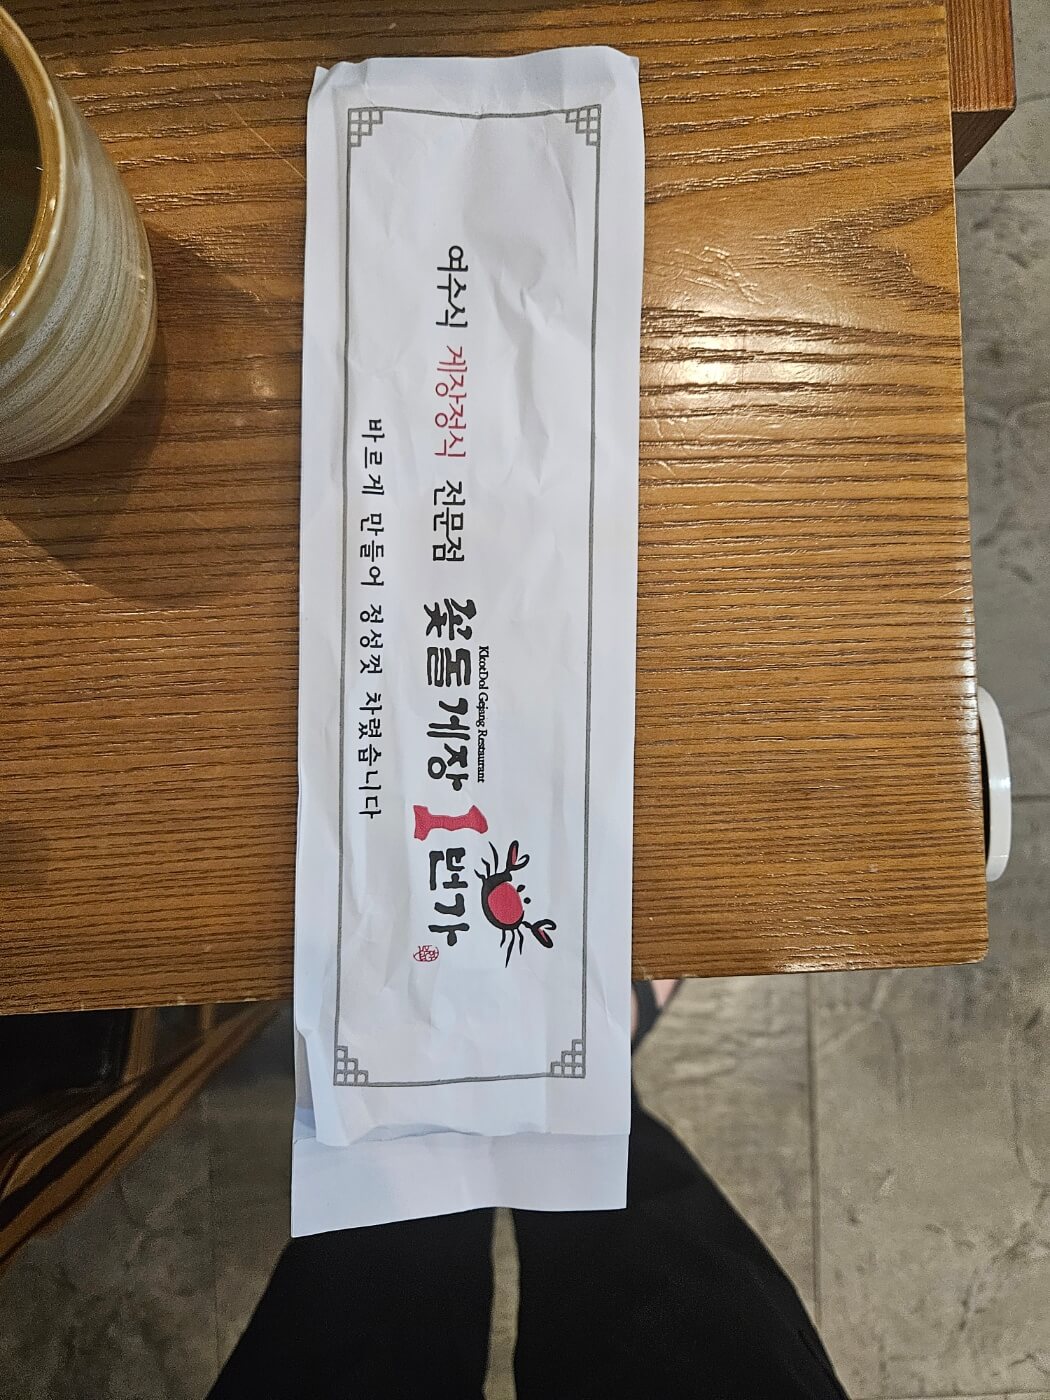 KkotDol Gejang Restaurant
여수식 게장정식 전문점 꽃돌게장 1번가
바르게 만들어 정성껏 차렸습니다